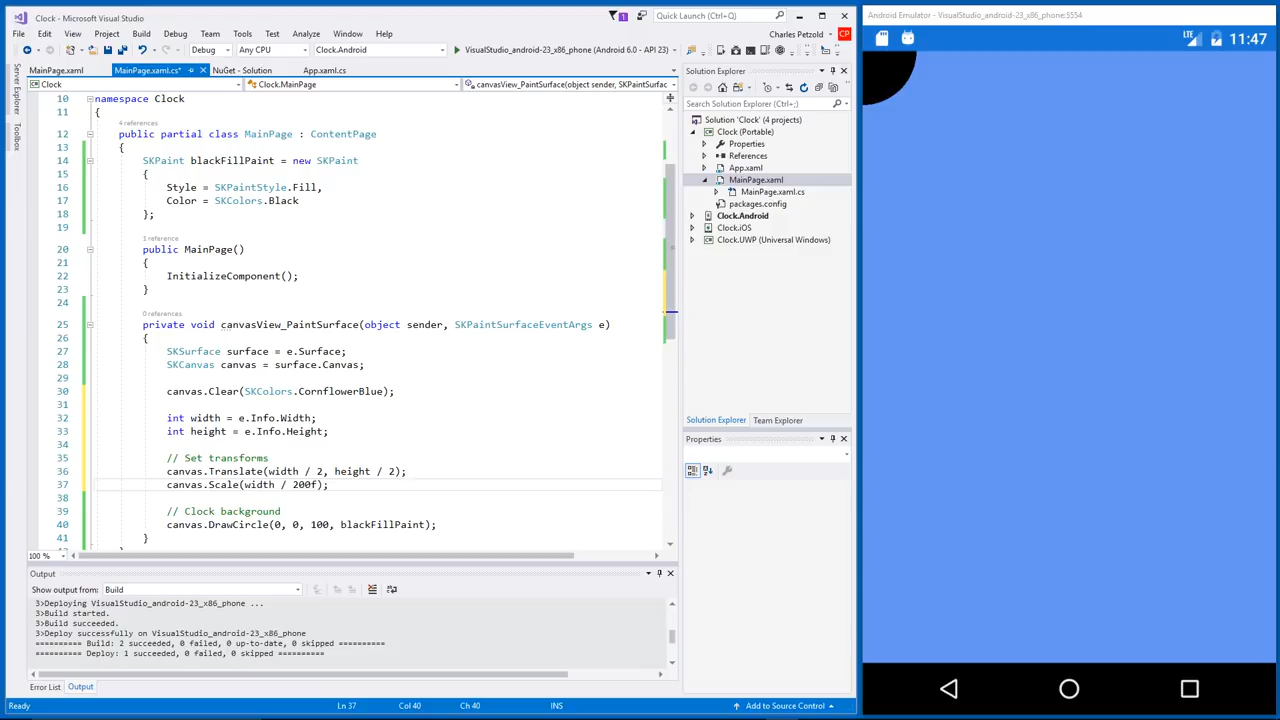 Clock - Microsoft Visual Studio
1
Quick Launch (Ctrl+Q)
File Edit View Project Build Debug Team Tools Test Analyze Window Help
Charles Petzold CP
Debug Any CPU Clock.Android VisualStudio_android-23_x86_phone (Android 6.0 - API 23)
Server Explorer
Toolbox
MainPage.xaml MainPage.xaml.cs* NuGet - Solution App.xaml.cs
Clock Clock.MainPage canvasView_PaintSurface(object sender, SKPaintSurfac
10 namespace Clock
11 {
4 references
12 public partial class MainPage : ContentPage
13 {
14 SKPaint blackFillPaint = new SKPaint
15 {
16 Style = SKPaintStyle.Fill,
17 Color = SKColors.Black
18 };
19
1 reference
20 public MainPage()
21 {
22 InitializeComponent();
23 }
24
0 references
25 private void canvasView_PaintSurface(object sender, SKPaintSurfaceEventArgs e)
26 {
27 SKSurface surface = e.Surface;
28 SKCanvas canvas = surface.Canvas;
29
30 canvas.Clear(SKColors.CornflowerBlue);
31
32 int width = e.Info.Width;
33 int height = e.Info.Height;
34
35 // Set transforms
36 canvas.Translate(width / 2, height / 2);
37 canvas.Scale(width / 200f);
38
39 // Clock background
40 canvas.DrawCircle(0, 0, 100, blackFillPaint);
41 }
100 %
Output
Show output from: Build
3>Deploying VisualStudio_android-23_x86_phone ...
3>Build started.
3>Build succeeded.
3>Deploy successfully on VisualStudio_android-23_x86_phone
========== Build: 2 succeeded, 0 failed, 0 up-to-date, 0 skipped ==========
========== Deploy: 1 succeeded, 0 failed, 0 skipped ==========
Error List Output
Ready Ln 37 Col 40 Ch 40 INS Add to Source Control
Solution Explorer
Search Solution Explorer (Ctrl+;)
Solution 'Clock' (4 projects)
Clock (Portable)
Properties
References
App.xaml
MainPage.xaml
MainPage.xaml.cs
packages.config
Clock.Android
Clock.iOS
Clock.UWP (Universal Windows)
Solution Explorer Team Explorer
Properties
Android Emulator - VisualStudio_android-23_x86_phone:5554
LTE 11:47